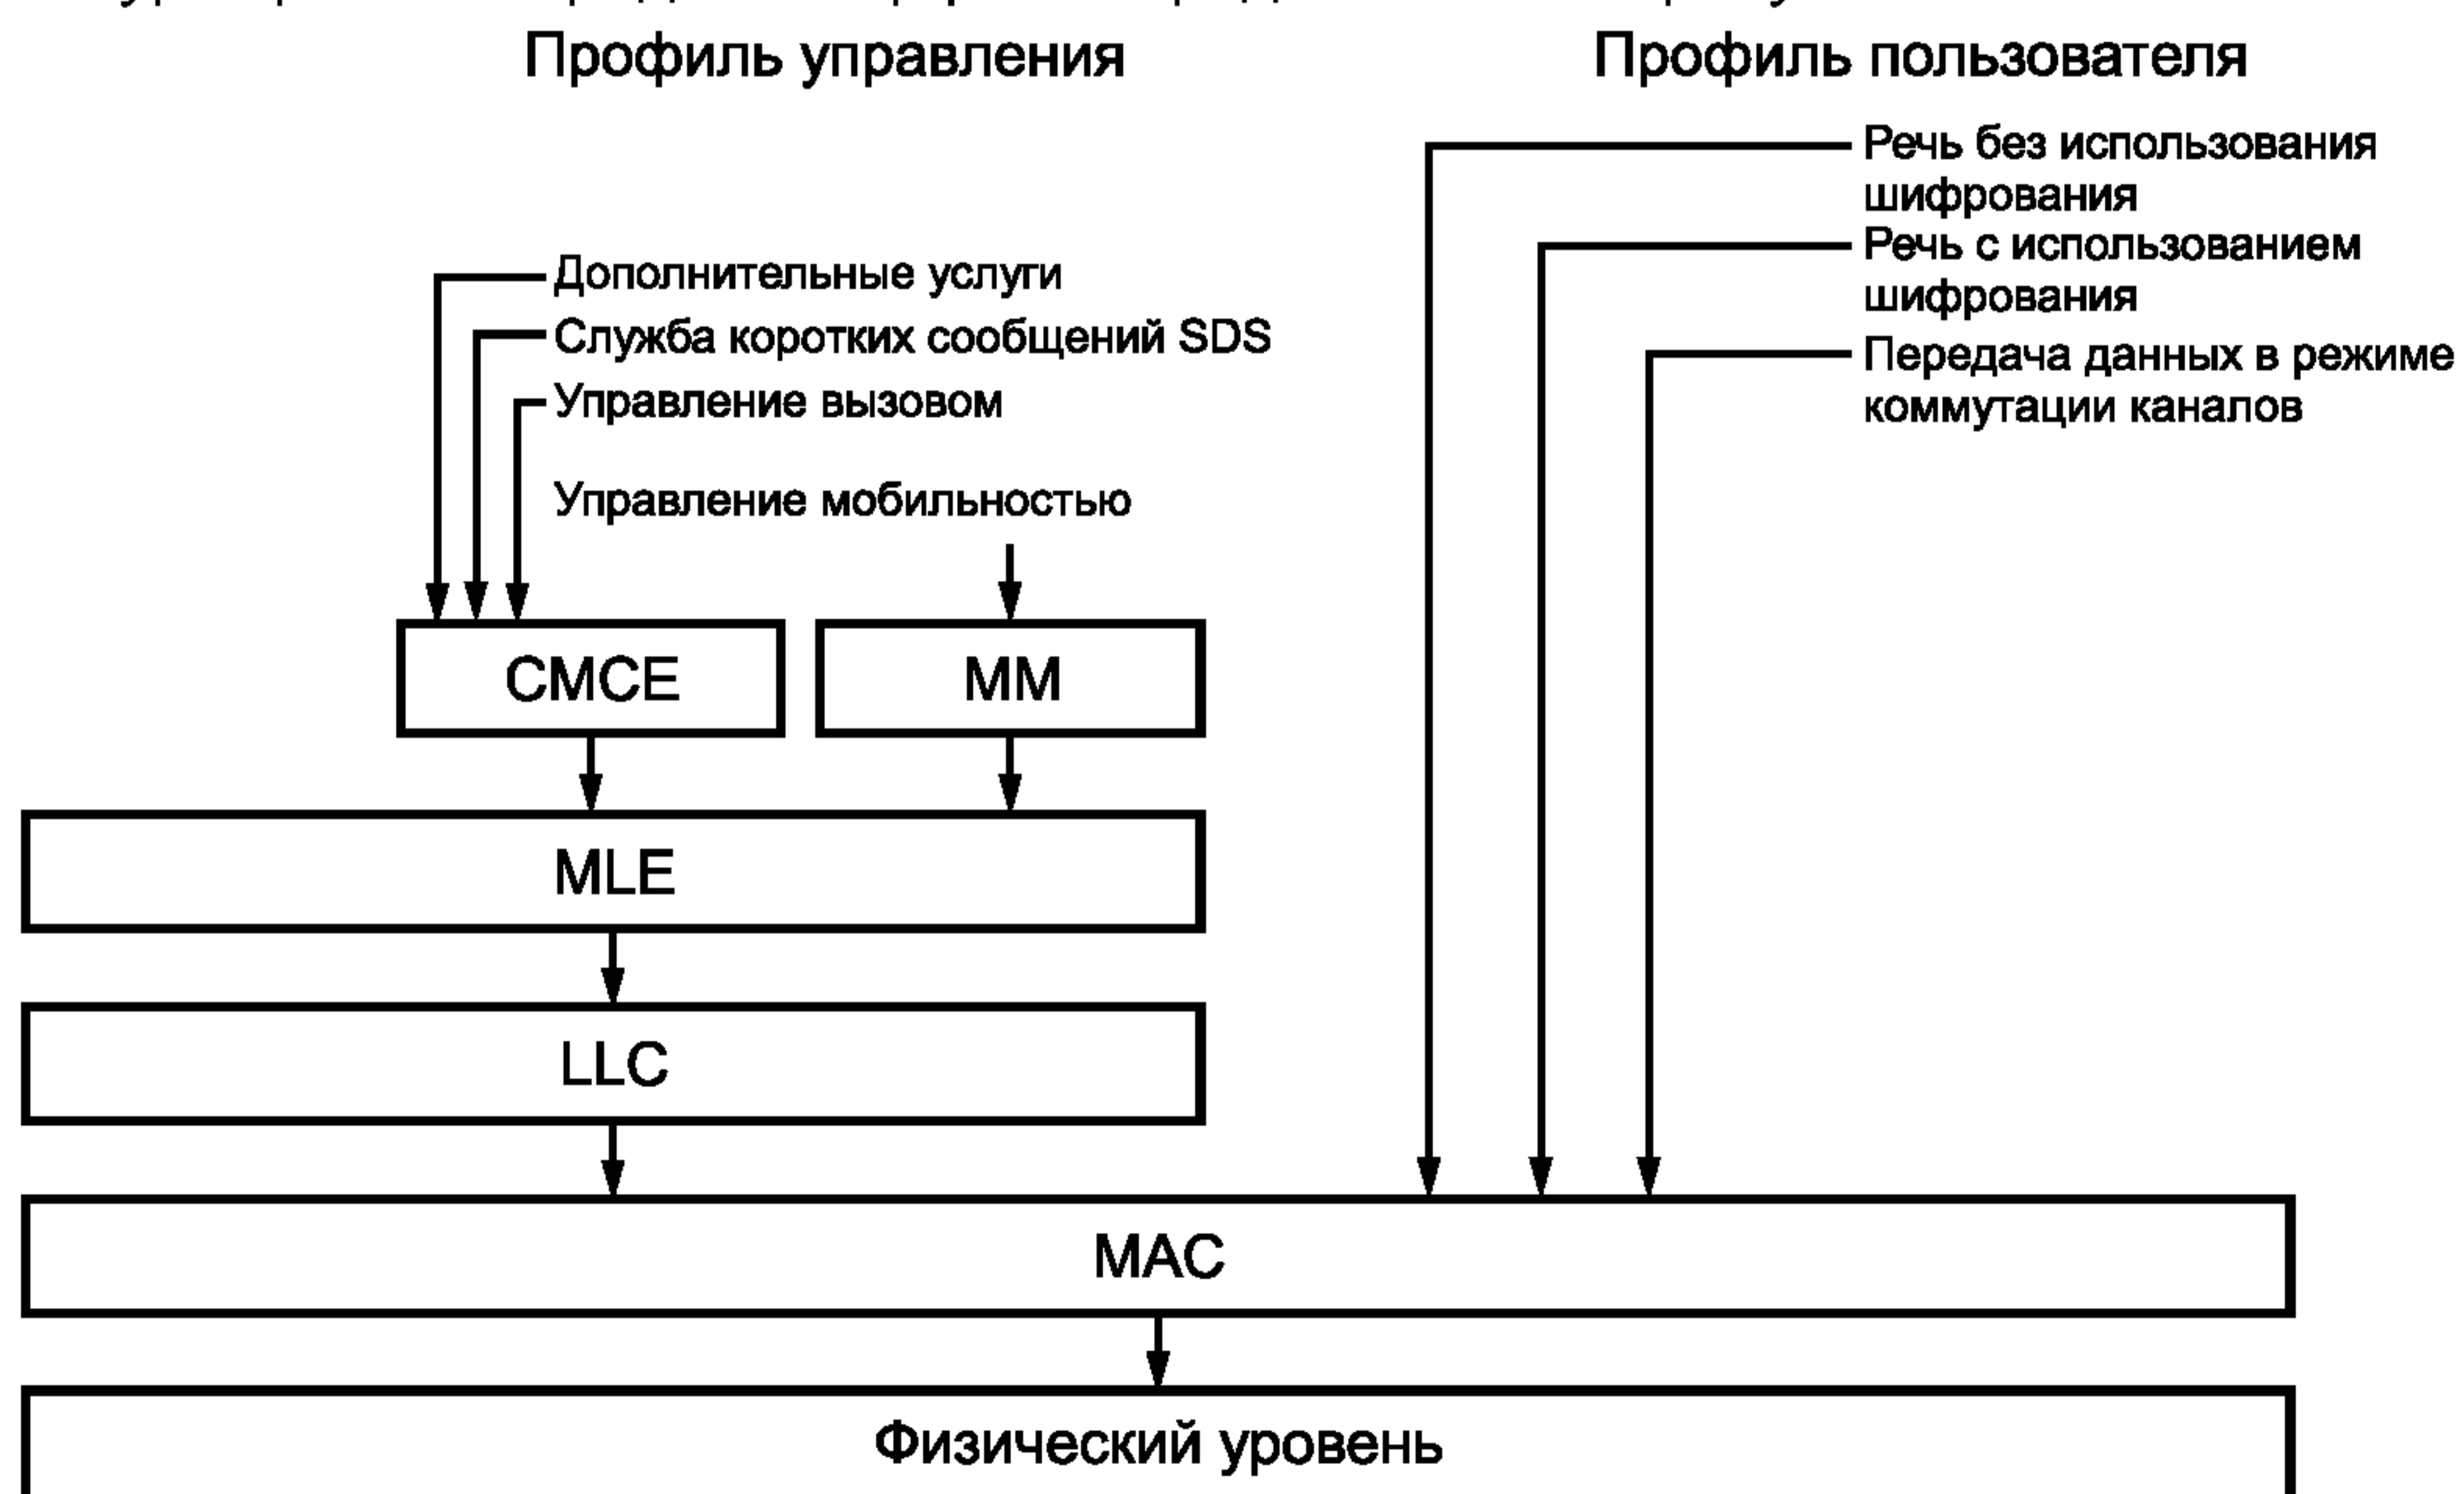 Профиль управления
Профиль пользователя
Речь без использования
шифрования
Речь с использованием
шифрования
Передача данных в режиме
коммутации каналов
Дополнительные услуги
Служба коротких сообщений SDS
Управление вызовом
Управление мобильностью
CMCE
MM
MLE
LLC
MAC
Физический уровень